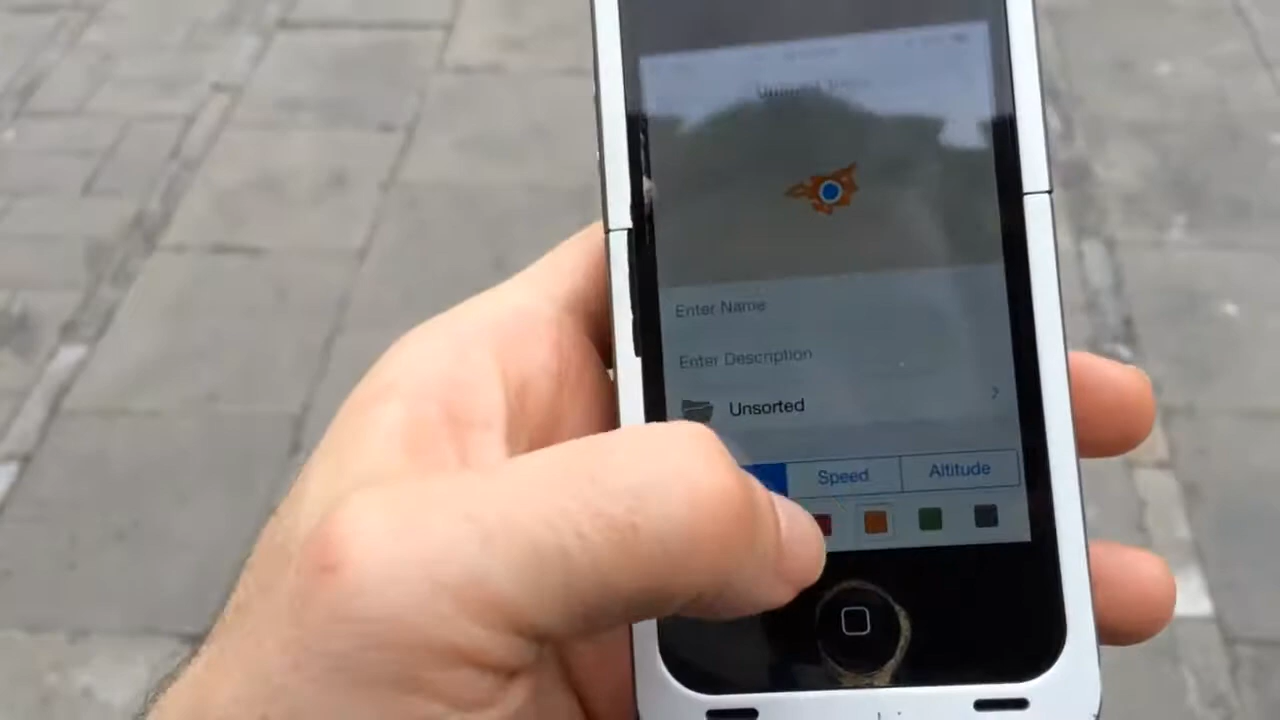 Enter Name
Enter Description
Unsorted
Speed
Altitude